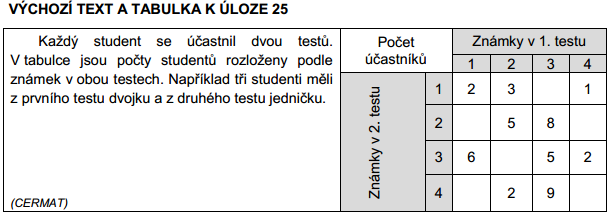 VÝCHOZÍ TEXT A TABULKA K ÚLOZE 25
Každý student se účastnil dvou testů.
V tabulce jsou počty studentů rozloženy podle
známek v obou testech. Například tři studenti měli
z prvního testu dvojku a z druhého testu jedničku.
(CERMAT)
Počet
účastníků
Známky v 1. testu
1 2 3 4
Známky v 2. testu
1 2 3 1
2 5 8
3 6 5 2
4 2 9